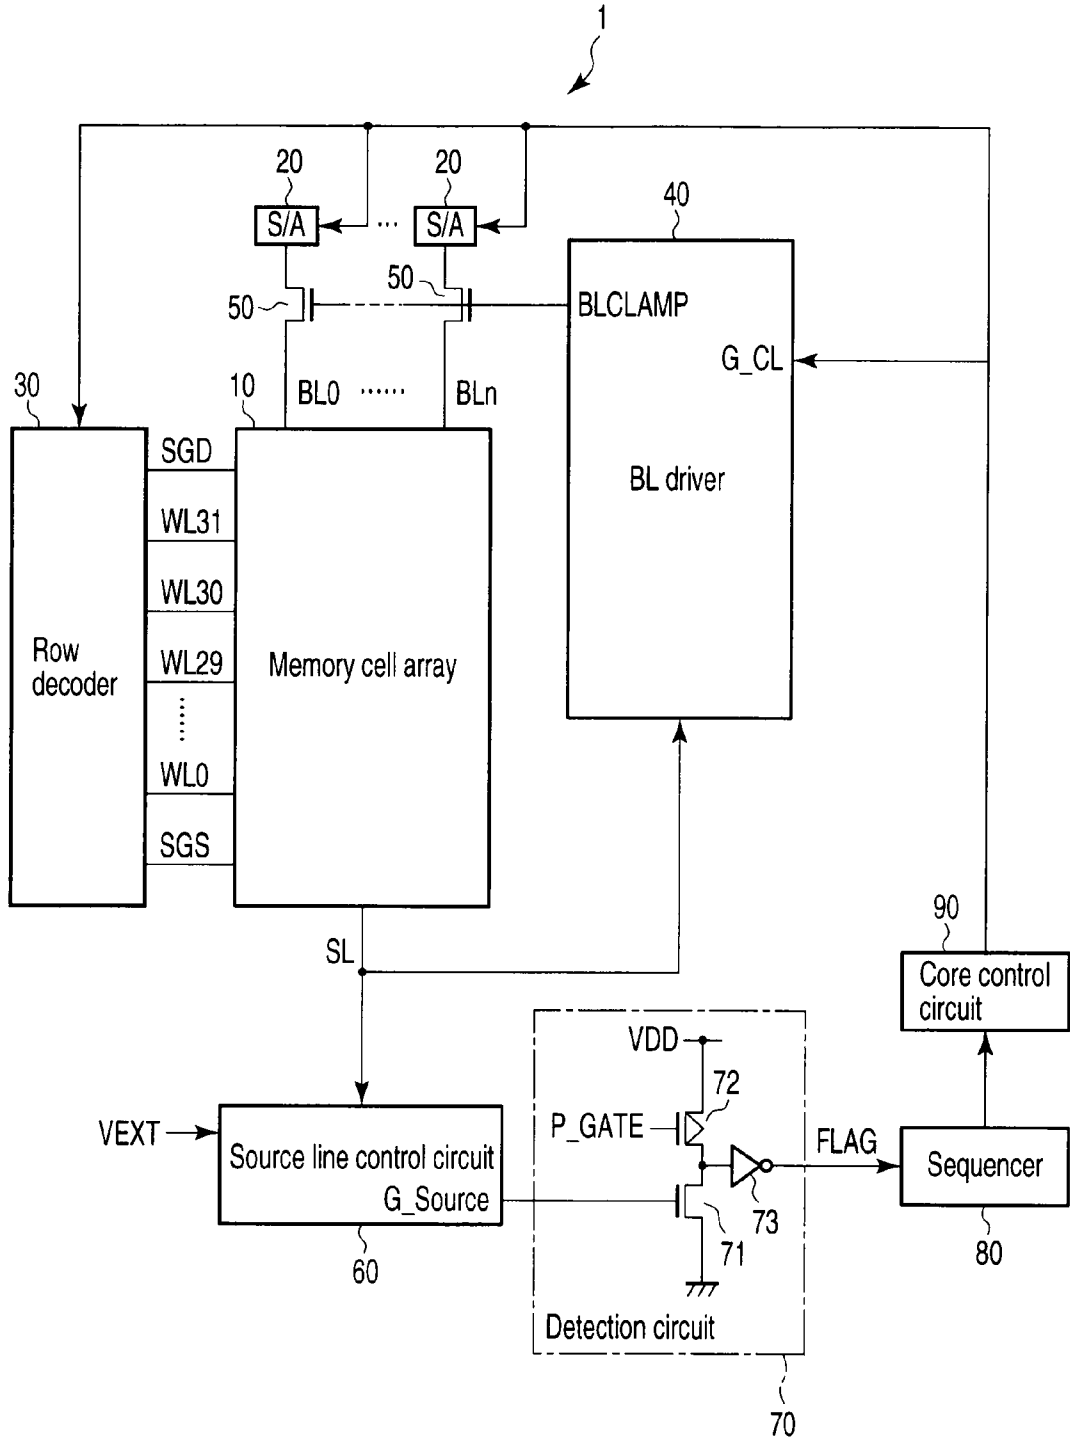 1
20
20
S/A
...
S/A
40
50
50
BLCLAMP
G_CL
30
10
BL0 ......
BLn
SGD
BL driver
WL31
WL30
Row
decoder
WL29
Memory cell array
WL0
SGS
90
SL
Core control
circuit
VDD
72
P_GATE
VEXT
Source line control circuit
FLAG
Sequencer
G_Source
73
71
80
60
Detection circuit
70